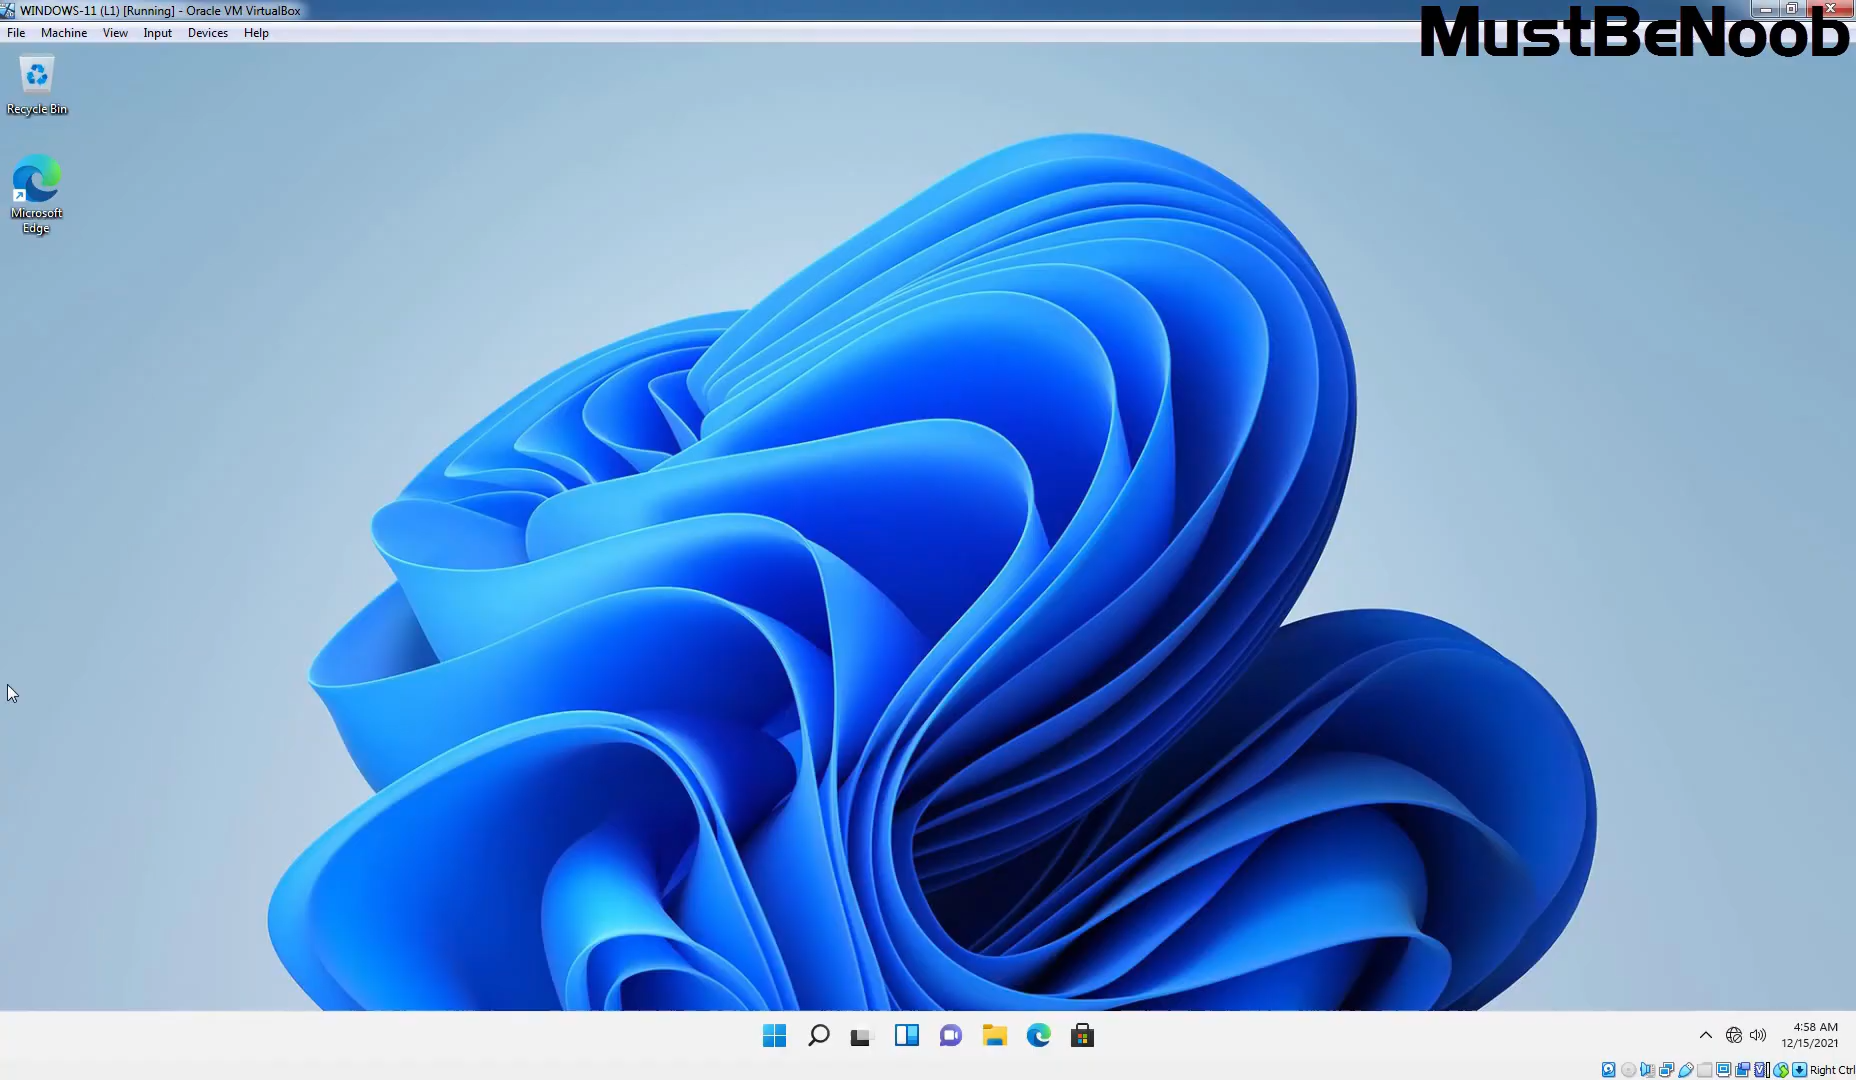 WINDOWS-11 (L1) [Running] - Oracle VM VirtualBox
File Machine View Input Devices Help
MustBeNoob
Recycle Bin
Microsoft
Edge
4:58 AM
12/15/2021
Right Ctrl